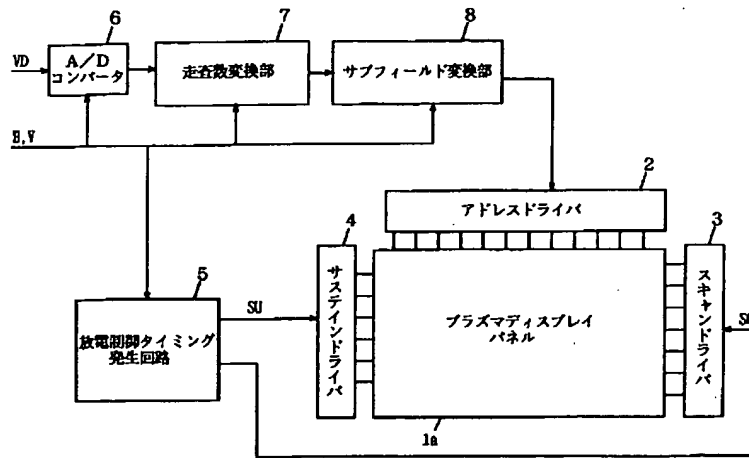 6
7
8
VD
A/D
コンバータ
走査数変換部
サブフィールド変換部
H,V
2
アドレスドライバ
4
3
サステインドライバ
スキャンドライバ
5
SU
放電制御タイミング
発生回路
プラズマディスプレイ
パネル
1a